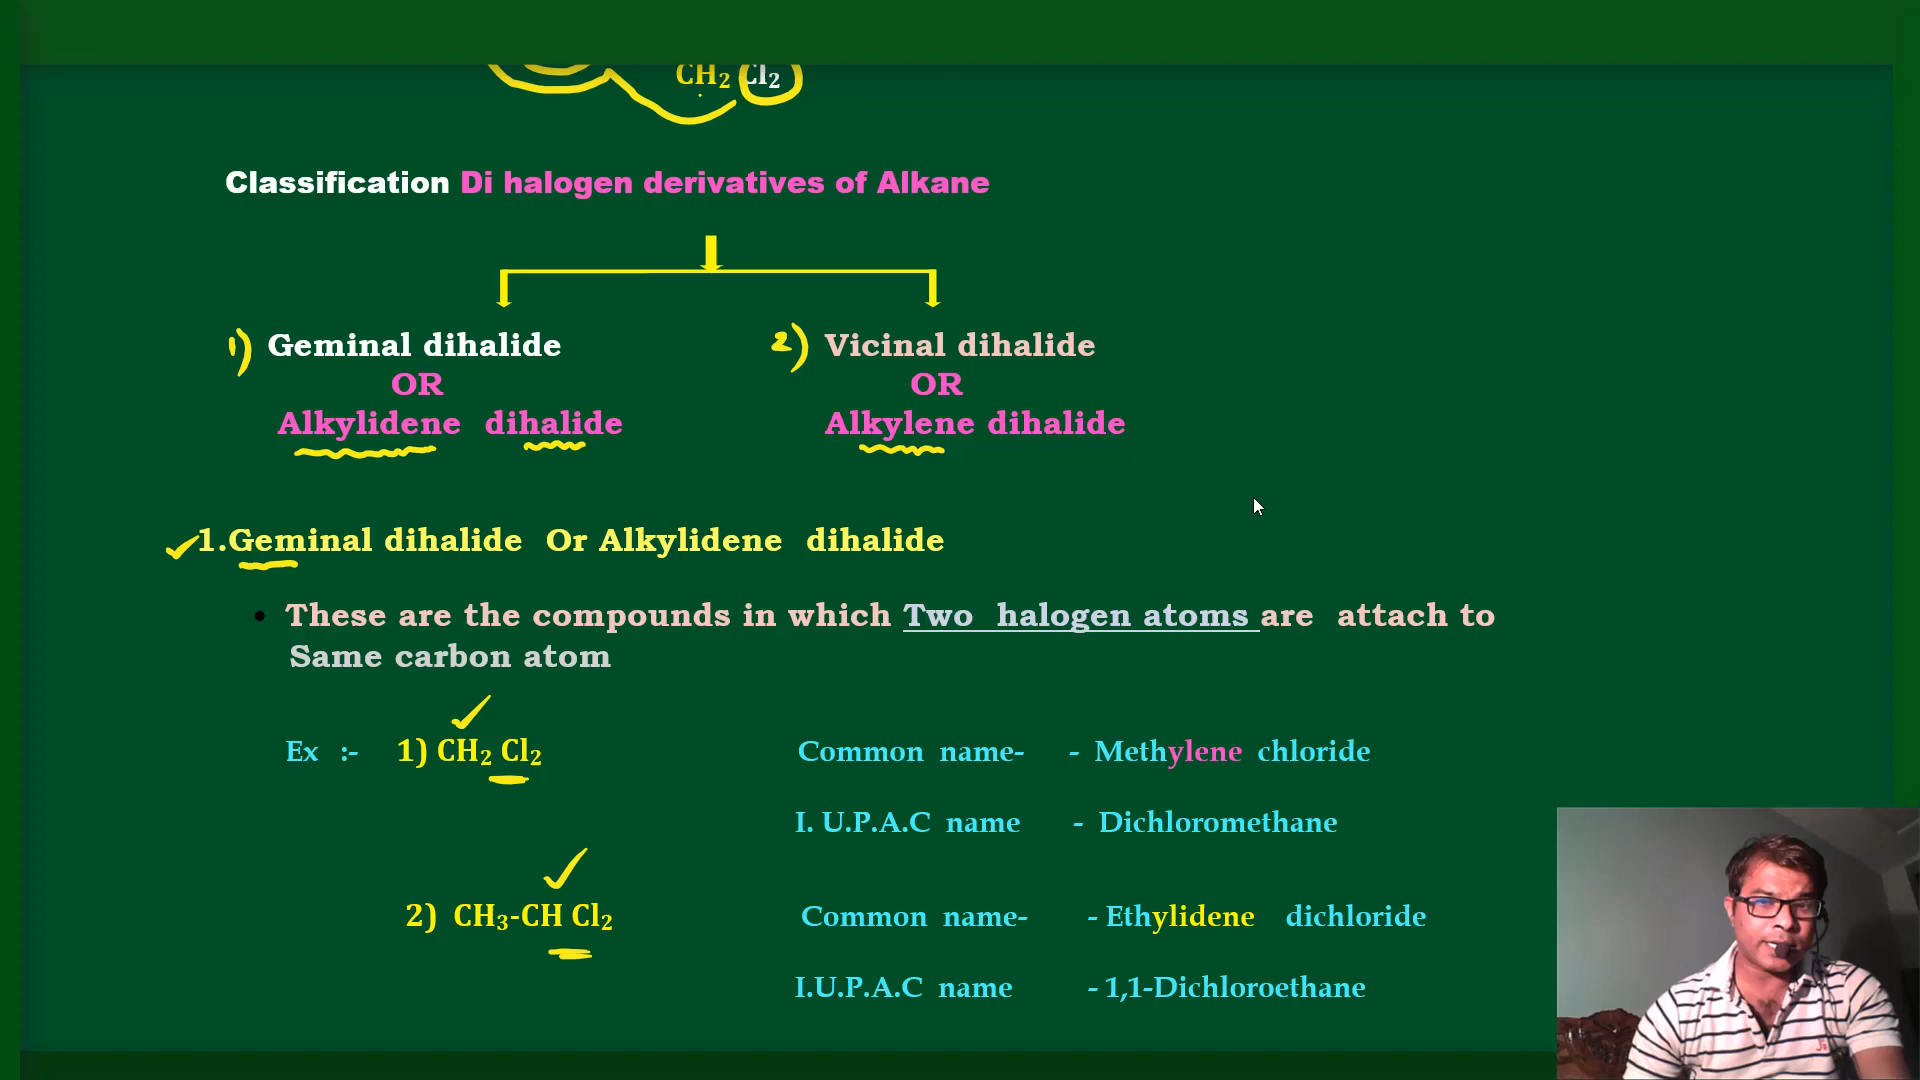 CH₂ Cl₂
Classification Di halogen derivatives of Alkane
1) Geminal dihalide 2) Vicinal dihalide
OR OR
Alkylidene dihalide Alkylene dihalide
1.Geminal dihalide Or Alkylidene dihalide
• These are the compounds in which Two halogen atoms are attach to
Same carbon atom
Ex :- 1) CH₂ Cl₂ Common name- - Methylene chloride
I. U.P.A.C name - Dichloromethane
2) CH₃-CH Cl₂ Common name- - Ethylidene dichloride
I.U.P.A.C name - 1,1-Dichloroethane